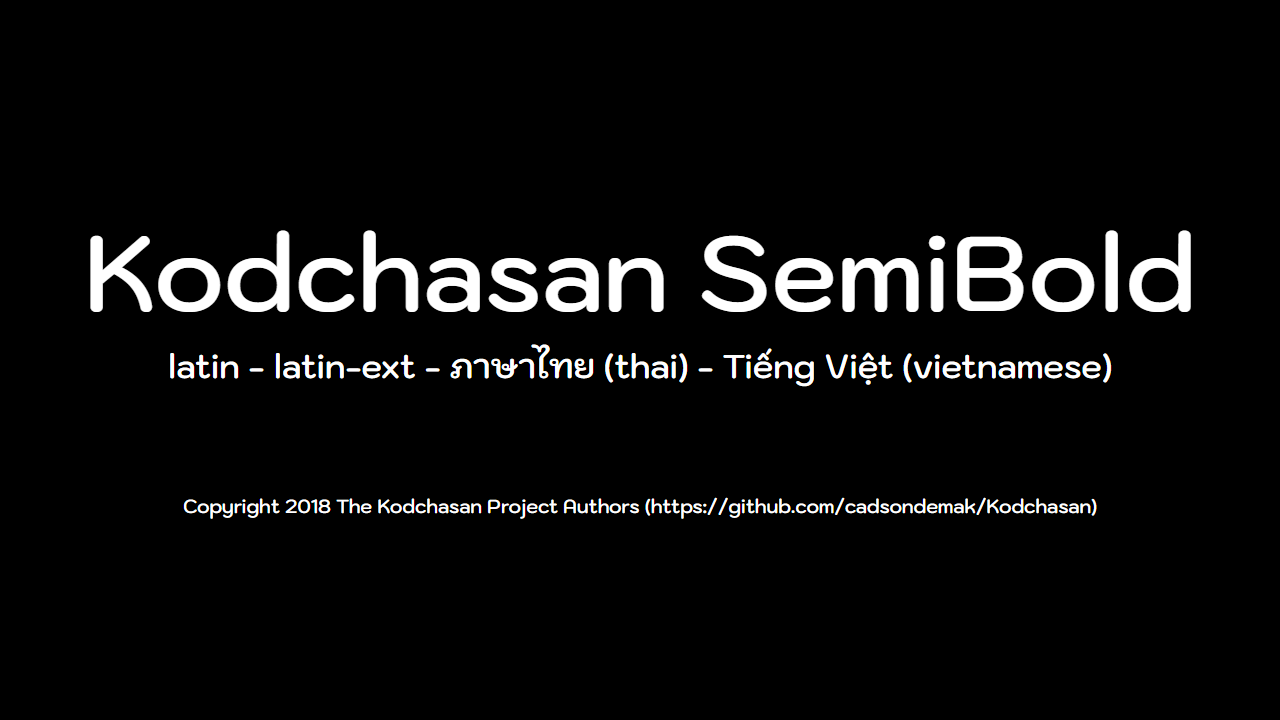 Kodchasan SemiBold
latin - latin-ext - ภาษาไทย (thai) - Tiếng Việt (vietnamese)
Copyright 2018 The Kodchasan Project Authors (https://github.com/cadsondemak/Kodchasan)